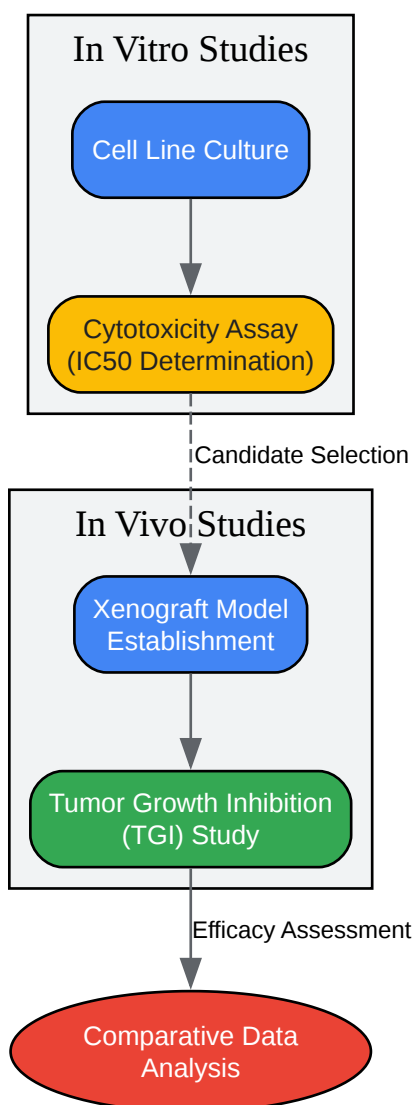 In Vitro Studies
Cell Line Culture
Cytotoxicity Assay
(IC50 Determination)
Candidate Selection
In Vivo Studies
Xenograft Model
Establishment
Tumor Growth Inhibition
(TGI) Study
Efficacy Assessment
Comparative Data
Analysis